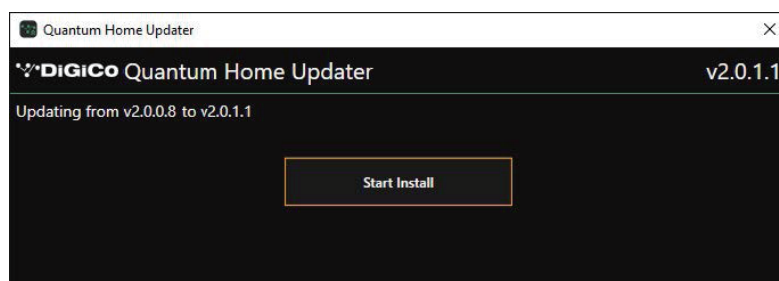 Quantum Home Updater
DiGiCo Quantum Home Updater v2.0.1.1
Updating from v2.0.0.8 to v2.0.1.1
Start Install